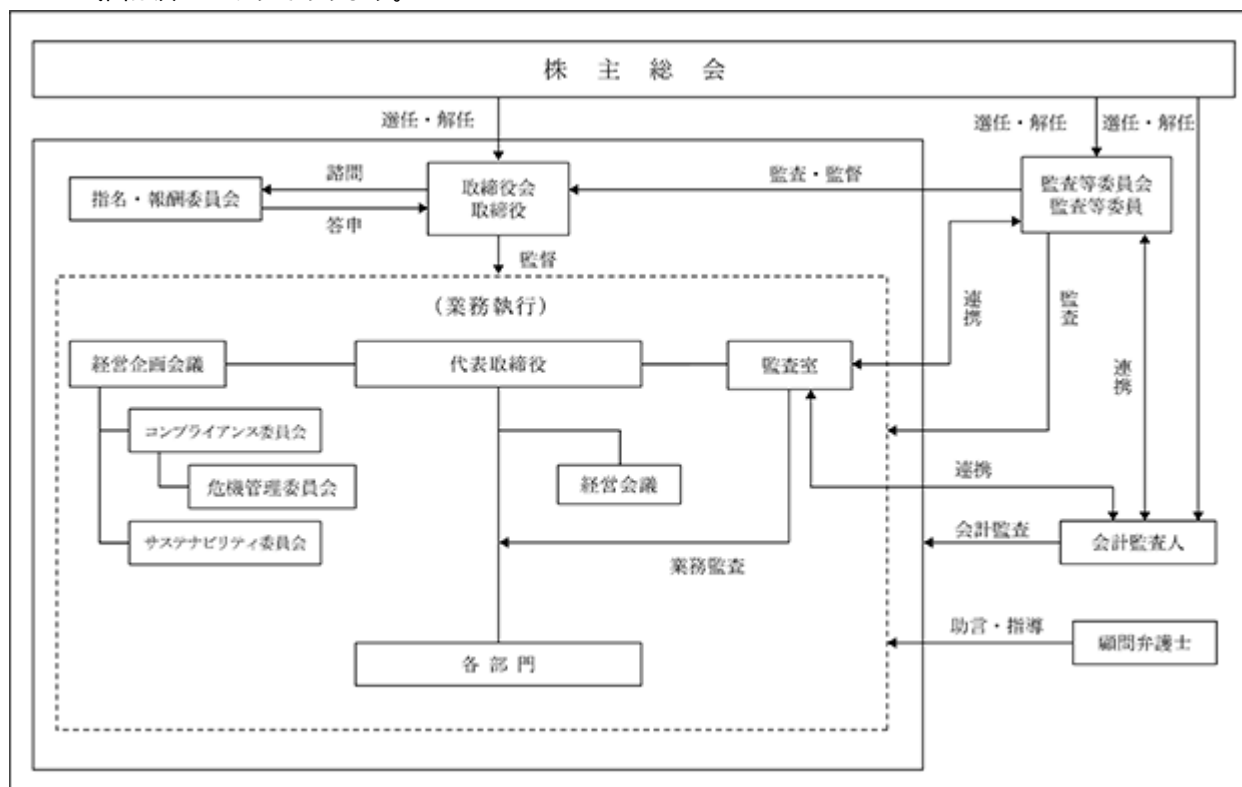 株主総会
選任・解任
選任・解任
選任・解任
諮問
指名・報酬委員会
答申
取締役会
取締役
監査・監督
監査等委員会
監査等委員
監督
(業務執行)
連携
監査
経営企画会議
代表取締役
監査室
連携
コンプライアンス委員会
危機管理委員会
経営会議
連携
サステナビリティ委員会
会計監査
会計監査人
業務監査
助言・指導
顧問弁護士
各部門